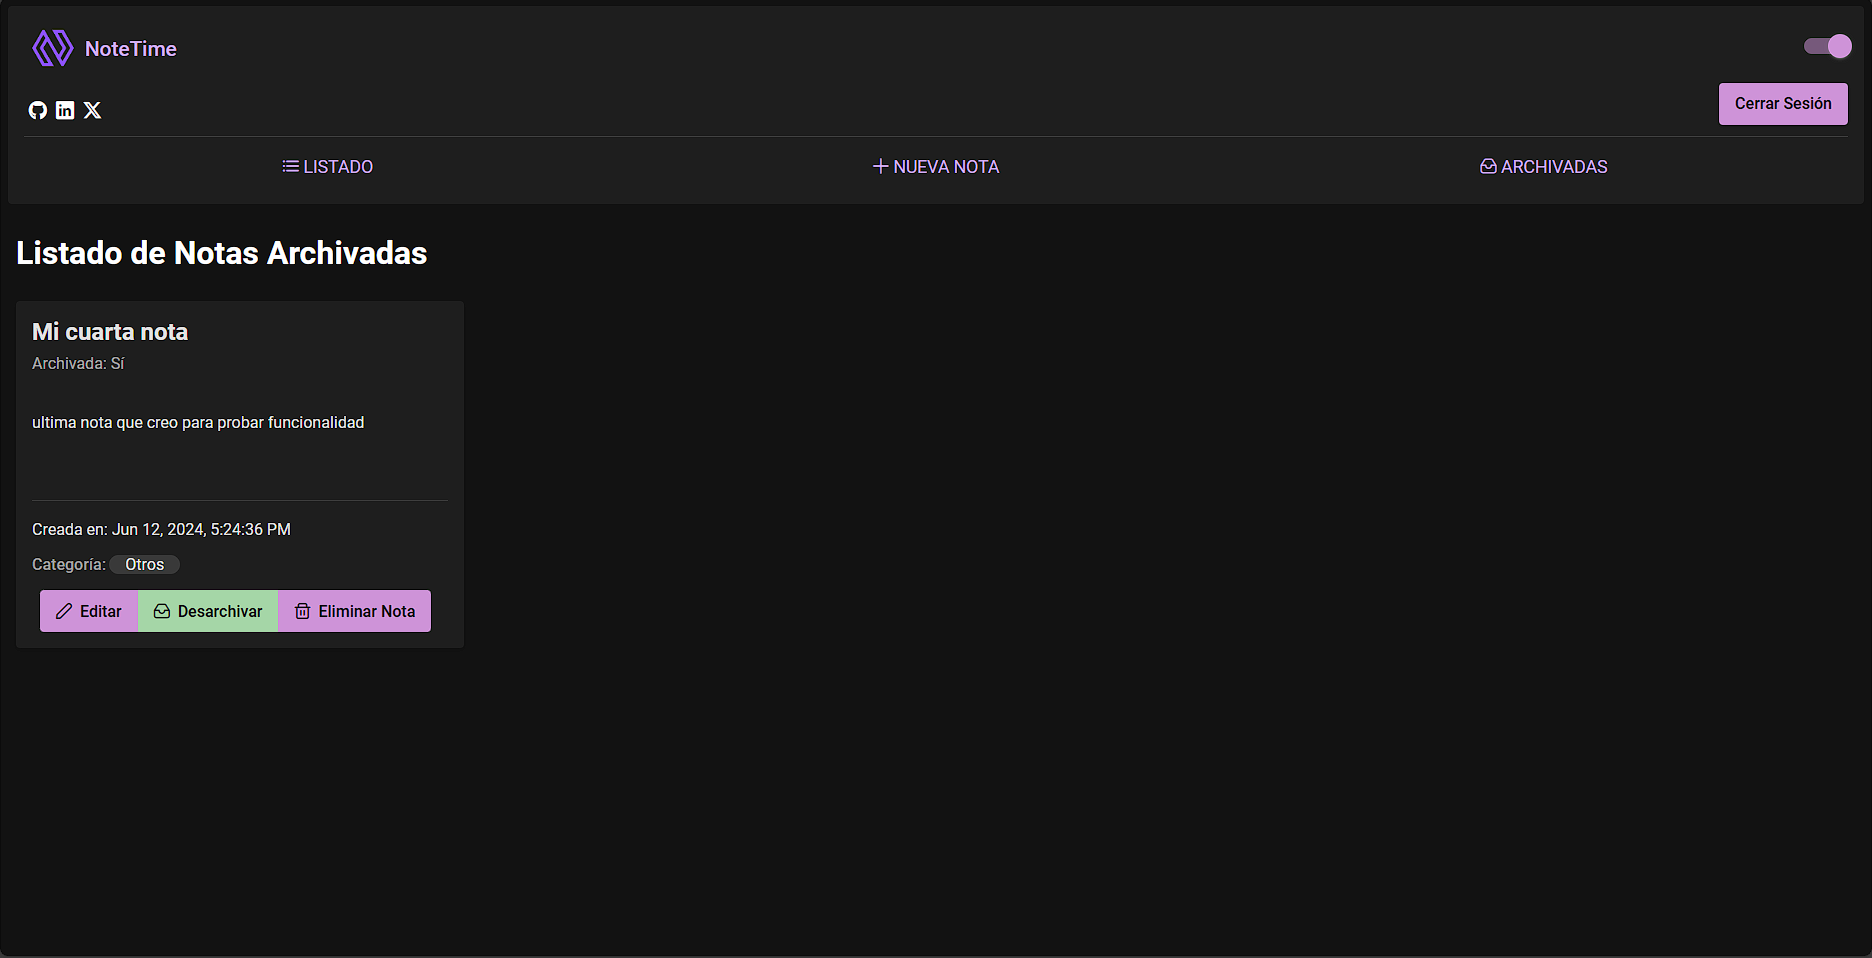 NoteTime
Cerrar Sesión
LISTADO
NUEVA NOTA
ARCHIVADAS
Listado de Notas Archivadas
Mi cuarta nota
Archivada: Sí
ultima nota que creo para probar funcionalidad
Creada en: Jun 12, 2024, 5:24:36 PM
Categoría: Otros
Editar Desarchivar Eliminar Nota